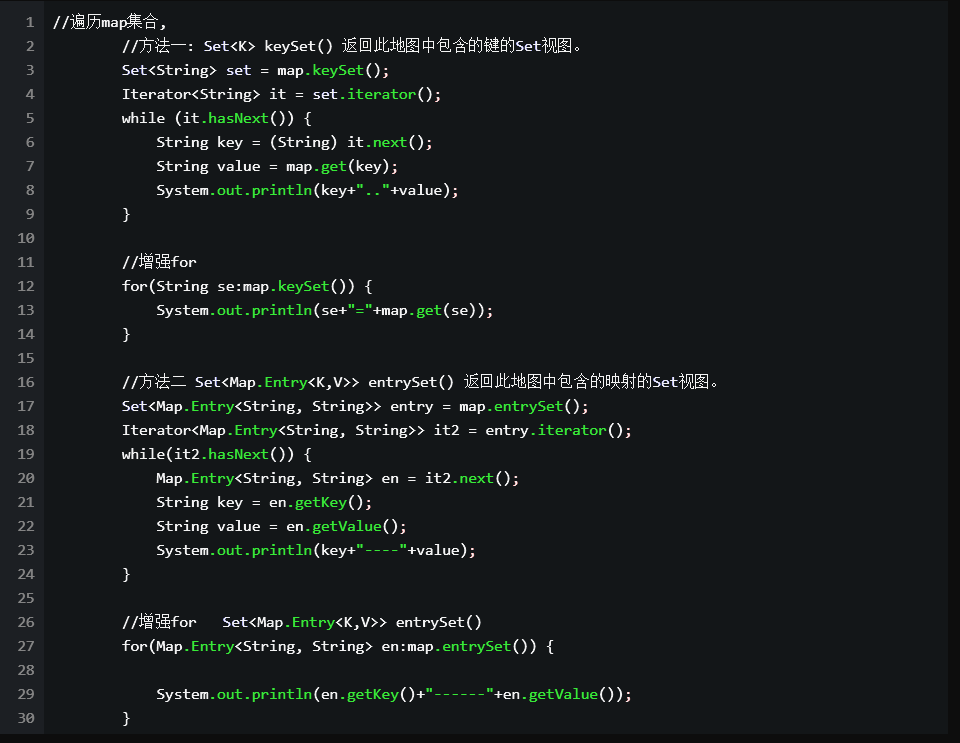 1 //遍历map集合,
2 //方法一: Set<K> keySet() 返回此地图中包含的键的Set视图。
3 Set<String> set = map.keySet();
4 Iterator<String> it = set.iterator();
5 while (it.hasNext()) {
6 String key = (String) it.next();
7 String value = map.get(key);
8 System.out.println(key+".."+value);
9 }
10
11 //增强for
12 for(String se:map.keySet()) {
13 System.out.println(se+"="+map.get(se));
14 }
15
16 //方法二 Set<Map.Entry<K,V>> entrySet() 返回此地图中包含的映射的Set视图。
17 Set<Map.Entry<String, String>> entry = map.entrySet();
18 Iterator<Map.Entry<String, String>> it2 = entry.iterator();
19 while(it2.hasNext()) {
20 Map.Entry<String, String> en = it2.next();
21 String key = en.getKey();
22 String value = en.getValue();
23 System.out.println(key+"----"+value);
24 }
25
26 //增强for Set<Map.Entry<K,V>> entrySet()
27 for(Map.Entry<String, String> en:map.entrySet()) {
28
29 System.out.println(en.getKey()+"------"+en.getValue());
30 }